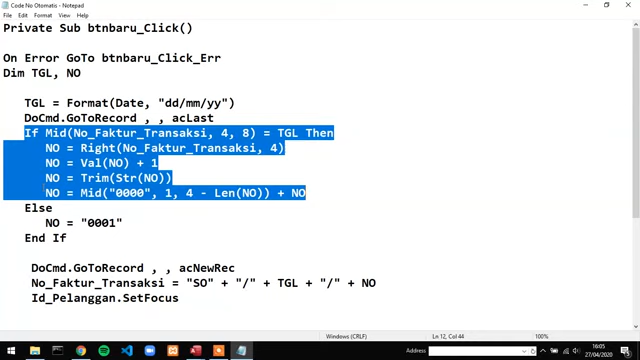 Code No Otomatis - Notepad
File Edit Format View Help
Private Sub btnbaru_Click()
On Error GoTo btnbaru_Click_Err
Dim TGL, NO
TGL = Format(Date, "dd/mm/yy")
DoCmd.GoToRecord , , acLast
If Mid(No_Faktur_Transaksi, 4, 8) = TGL Then
NO = Right(No_Faktur_Transaksi, 4)
NO = Val(NO) + 1
NO = Trim(Str(NO))
NO = Mid("0000", 1, 4 - Len(NO)) + NO
Else
NO = "0001"
End If
DoCmd.GoToRecord , , acNewRec
No_Faktur_Transaksi = "SO" + "/" + TGL + "/" + NO
Id_Pelanggan.SetFocus
Windows (CRLF) Ln 12, Col 44 100%
Address 16:05
27/04/2020